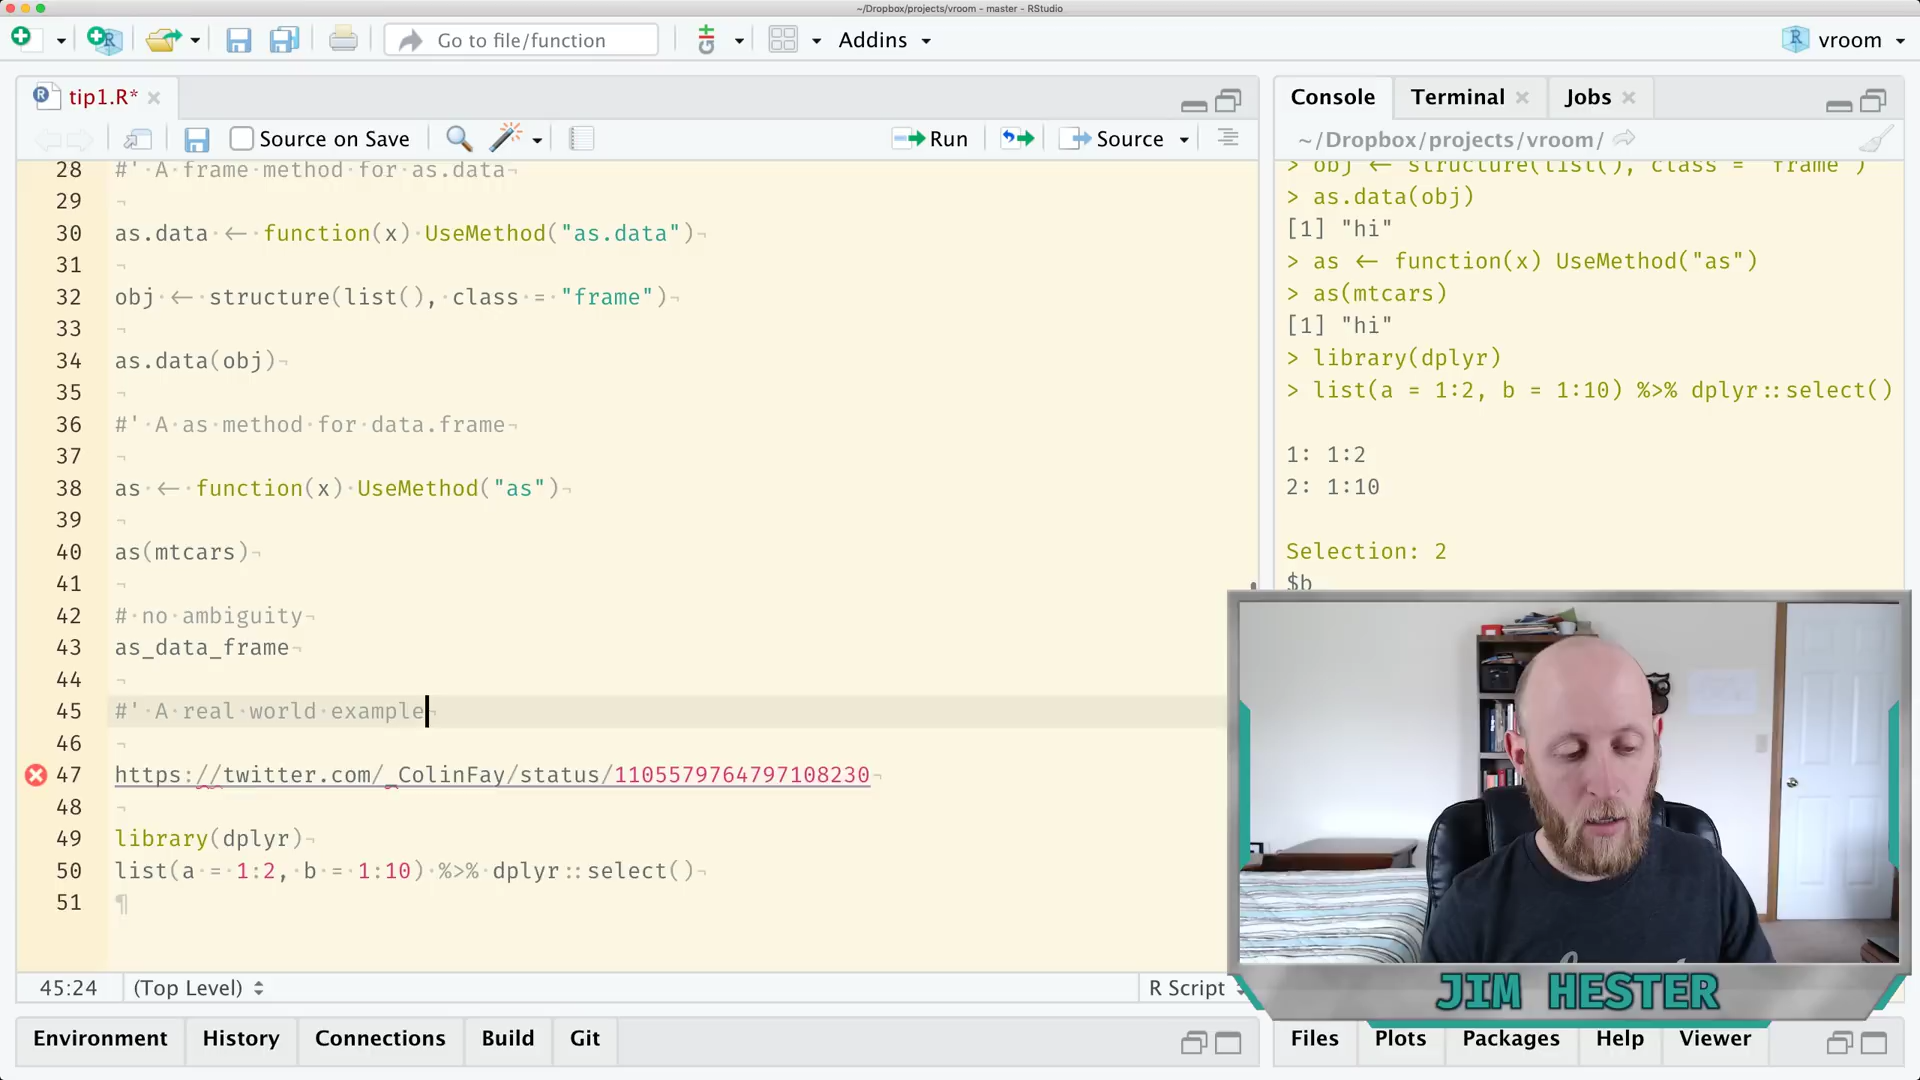 ~/Dropbox/projects/vroom - master - RStudio
Go to file/function
Addins
vroom
tip1.R*
Source on Save
Run
Source
28 #' A frame method for as.data
29
30 as.data <- function(x) UseMethod("as.data")
31
32 obj <- structure(list(), class = "frame")
33
34 as.data(obj)
35
36 #' A as method for data.frame
37
38 as <- function(x) UseMethod("as")
39
40 as(mtcars)
41
42 # no ambiguity
43 as_data_frame
44
45 #' A real world example
46
47 https://twitter.com/_ColinFay/status/1105579764797108230
48
49 library(dplyr)
50 list(a = 1:2, b = 1:10) %>% dplyr::select()
51
45:24 (Top Level) R Script
Environment History Connections Build Git
Console Terminal Jobs
~/Dropbox/projects/vroom/
> obj <- structure(list(), class = "frame")
> as.data(obj)
[1] "hi"
> as <- function(x) UseMethod("as")
> as(mtcars)
[1] "hi"
> library(dplyr)
> list(a = 1:2, b = 1:10) %>% dplyr::select()
1: 1:2
2: 1:10
Selection: 2
$b
JIM HESTER
Files Plots Packages Help Viewer